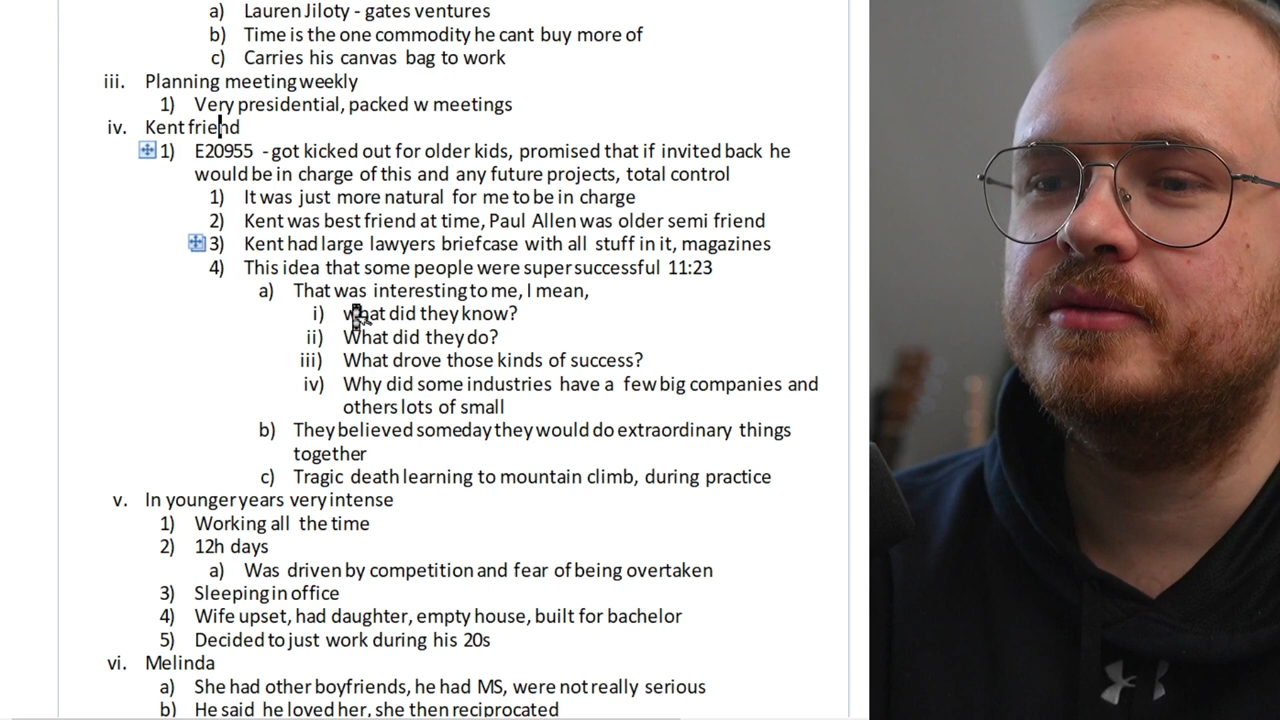 a) Lauren Jiloty - gates ventures
b) Time is the one commodity he cant buy more of
c) Carries his canvas bag to work
iii. Planning meeting weekly
1) Very presidential, packed w meetings
iv. Kent friend
1) E20955 - got kicked out for older kids, promised that if invited back he
would be in charge of this and any future projects, total control
1) It was just more natural for me to be in charge
2) Kent was best friend at time, Paul Allen was older semi friend
3) Kent had large lawyers briefcase with all stuff in it, magazines
4) This idea that some people were super successful 11:23
a) That was interesting to me, I mean,
i) what did they know?
ii) What did they do?
iii) What drove those kinds of success?
iv) Why did some industries have a few big companies and
others lots of small
b) They believed someday they would do extraordinary things
together
c) Tragic death learning to mountain climb, during practice
v. In younger years very intense
1) Working all the time
2) 12h days
a) Was driven by competition and fear of being overtaken
3) Sleeping in office
4) Wife upset, had daughter, empty house, built for bachelor
5) Decided to just work during his 20s
vi. Melinda
a) She had other boyfriends, he had MS, were not really serious
b) He said he loved her, she then reciprocated